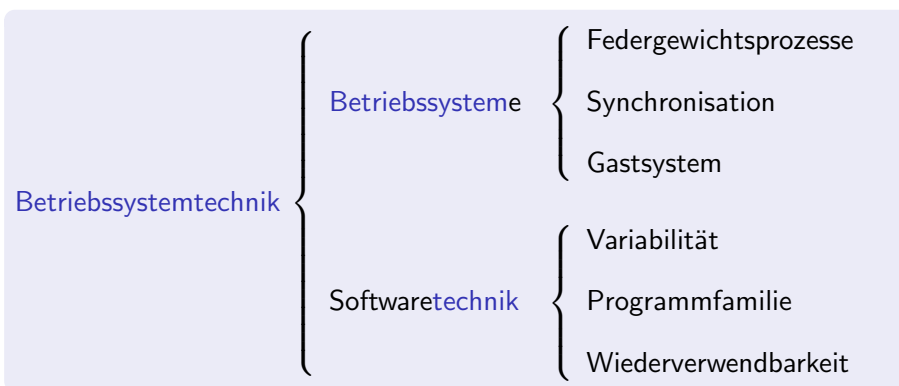 Betriebssystemtechnik
Betriebssysteme
Federgewichtsprozesse
Synchronisation
Gastsystem
Softwaretechnik
Variabilität
Programmfamilie
Wiederverwendbarkeit